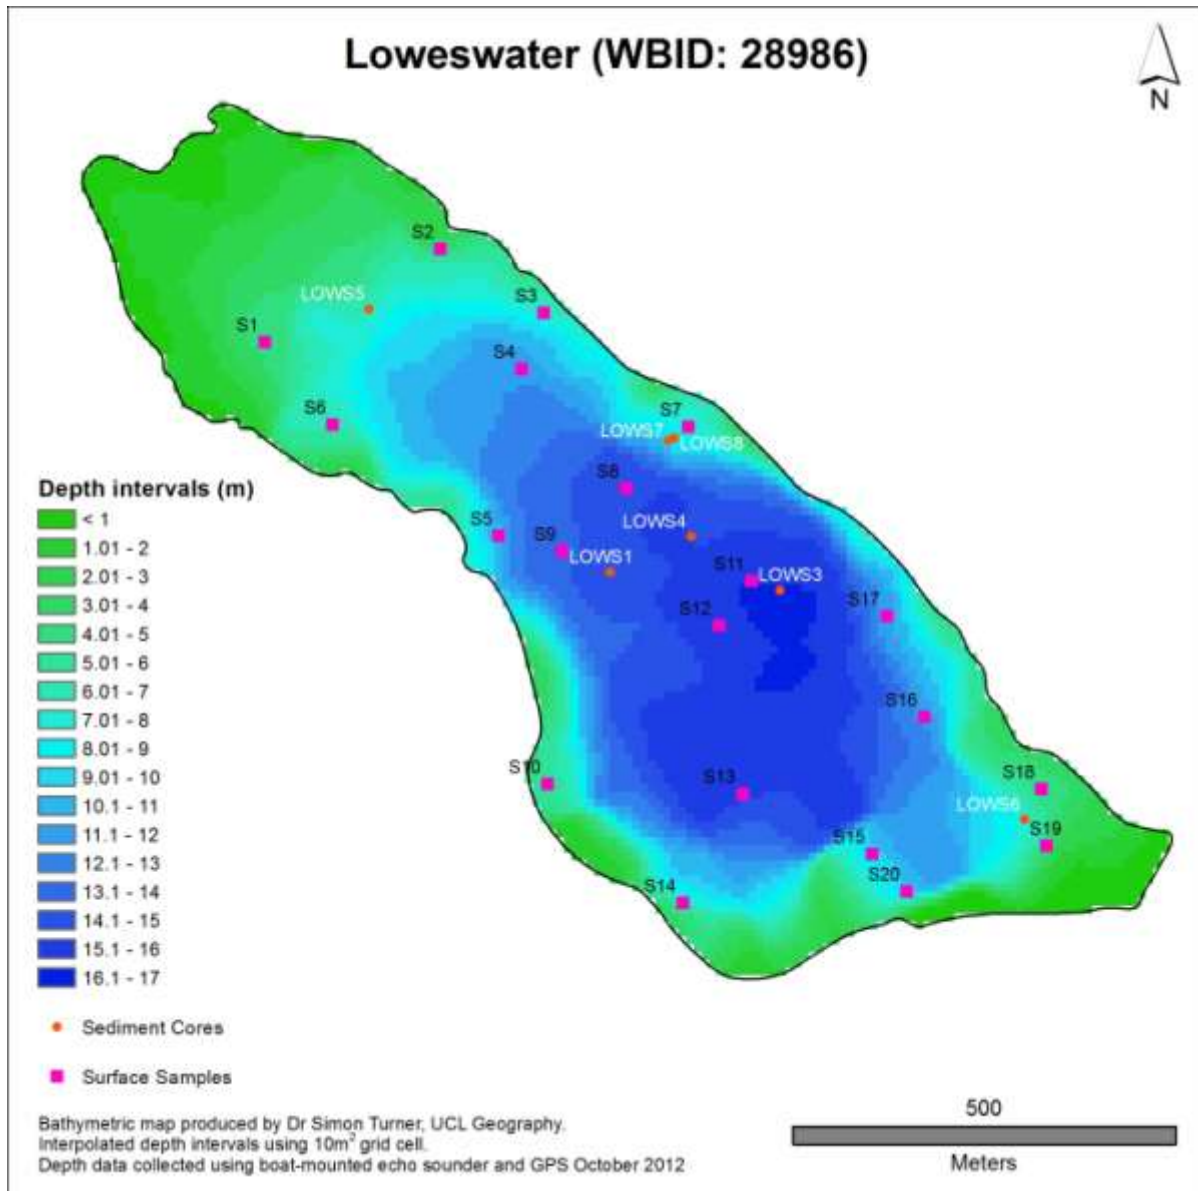 Loweswater (WBID: 28986)
N
S2
LOWS5
S3
S1
S4
S6
S7
LOWS7
LOWS8
S8
Depth intervals (m)
< 1
1.01 - 2
2.01 - 3
3.01 - 4
4.01 - 5
5.01 - 6
6.01 - 7
7.01 - 8
8.01 - 9
9.01 - 10
10.1 - 11
11.1 - 12
12.1 - 13
13.1 - 14
14.1 - 15
15.1 - 16
16.1 - 17
S5
S9
LOWS4
LOWS1
S11
LOWS3
S12
S17
S16
S10
S13
S18
LOWS6
S19
S15
S20
S14
Sediment Cores
Surface Samples
Bathymetric map produced by Dr Simon Turner, UCL Geography.
Interpolated depth intervals using 10m² grid cell.
Depth data collected using boat-mounted echo sounder and GPS October 2012
500
Meters